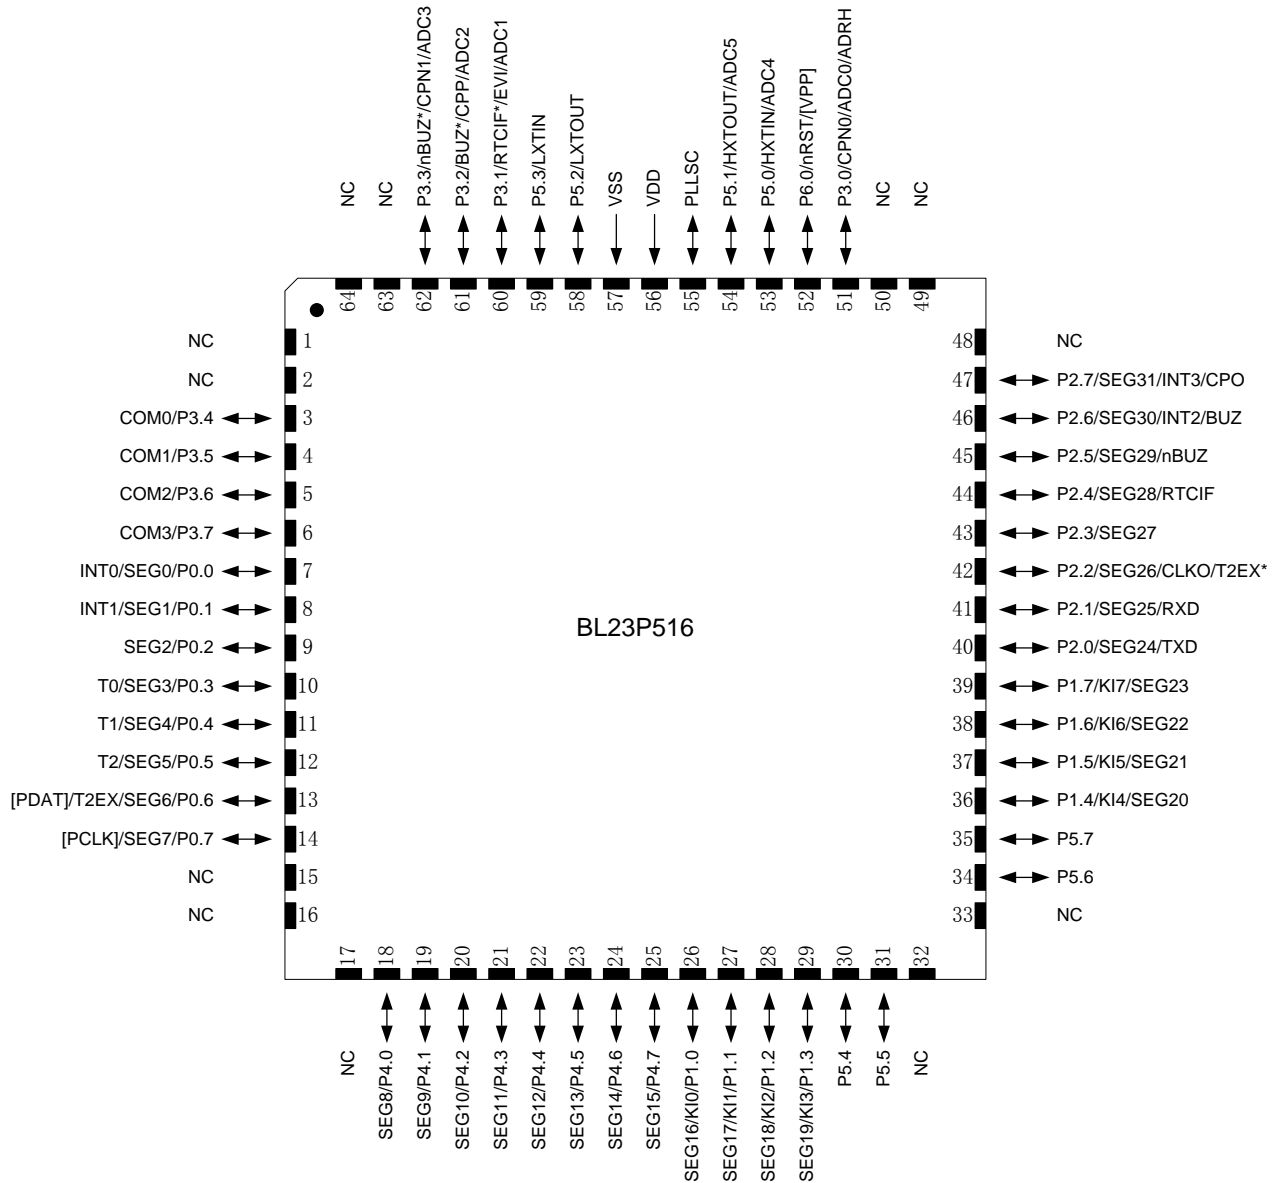 NC
NC
P3.3/nBUZ*/CPN1/ADC3
P3.2/BUZ*/CPP/ADC2
P3.1/RTCIF*/EVI/ADC1
P5.3/LXTIN
P5.2/LXTOUT
VSS
VDD
PLLSC
P5.1/HXTOUT/ADC5
P5.0/HXTIN/ADC4
P6.0/nRST/[VPP]
P3.0/CPN0/ADC0/ADRH
NC
NC
64 63 62 61 60 59 58 57 56 55 54 53 52 51 50 49
NC 1
NC 2
COM0/P3.4 3
COM1/P3.5 4
COM2/P3.6 5
COM3/P3.7 6
INT0/SEG0/P0.0 7
INT1/SEG1/P0.1 8
SEG2/P0.2 9
T0/SEG3/P0.3 10
T1/SEG4/P0.4 11
T2/SEG5/P0.5 12
[PDAT]/T2EX/SEG6/P0.6 13
[PCLK]/SEG7/P0.7 14
NC 15
NC 16
BL23P516
48 NC
47 P2.7/SEG31/INT3/CPO
46 P2.6/SEG30/INT2/BUZ
45 P2.5/SEG29/nBUZ
44 P2.4/SEG28/RTCIF
43 P2.3/SEG27
42 P2.2/SEG26/CLKO/T2EX*
41 P2.1/SEG25/RXD
40 P2.0/SEG24/TXD
39 P1.7/KI7/SEG23
38 P1.6/KI6/SEG22
37 P1.5/KI5/SEG21
36 P1.4/KI4/SEG20
35 P5.7
34 P5.6
33 NC
17 18 19 20 21 22 23 24 25 26 27 28 29 30 31 32
NC
SEG8/P4.0
SEG9/P4.1
SEG10/P4.2
SEG11/P4.3
SEG12/P4.4
SEG13/P4.5
SEG14/P4.6
SEG15/P4.7
SEG16/KI0/P1.0
SEG17/KI1/P1.1
SEG18/KI2/P1.2
SEG19/KI3/P1.3
P5.4
P5.5
NC